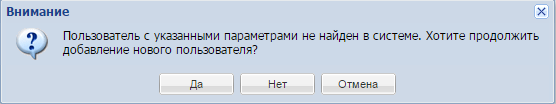 Внимание
Пользователь с указанными параметрами не найден в системе. Хотите продолжить
добавление нового пользователя?
Да Нет Отмена